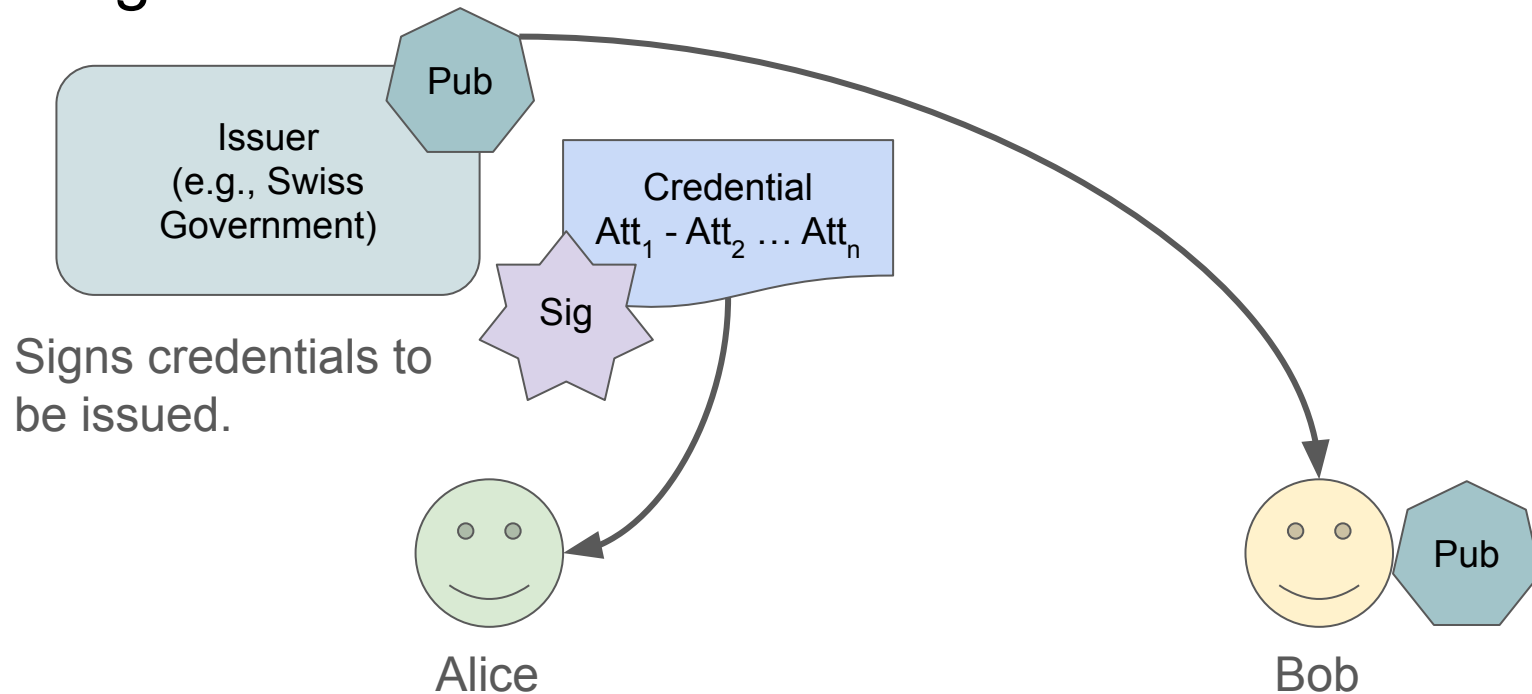 Pub
Issuer
(e.g., Swiss
Government)
Credential
Att₁ - Att₂ … Attₙ
Sig
Signs credentials to
be issued.
Pub
Alice
Bob